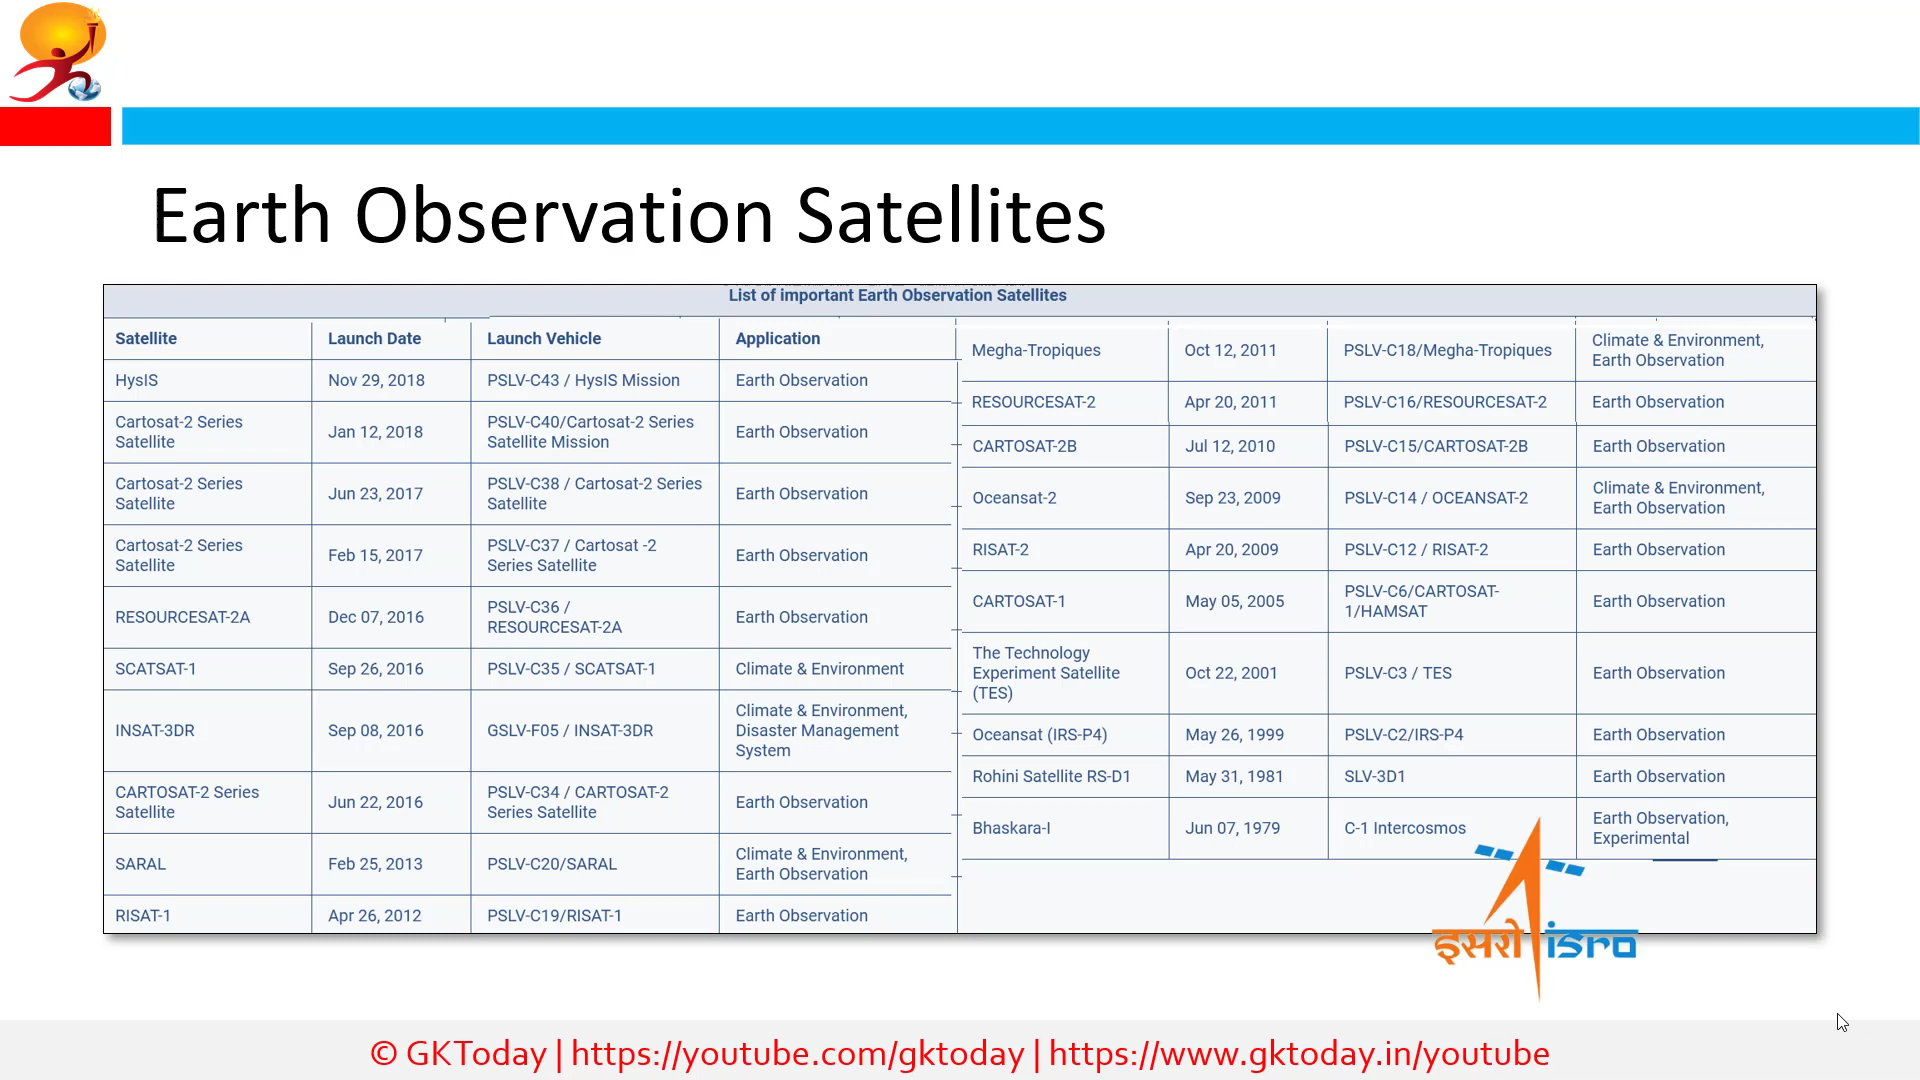 Earth Observation Satellites
List of important Earth Observation Satellites
Satellite Launch Date Launch Vehicle Application
HysIS Nov 29, 2018 PSLV-C43 / HysIS Mission Earth Observation
Cartosat-2 Series Satellite Jan 12, 2018 PSLV-C40/Cartosat-2 Series Satellite Mission Earth Observation
Cartosat-2 Series Satellite Jun 23, 2017 PSLV-C38 / Cartosat-2 Series Satellite Earth Observation
Cartosat-2 Series Satellite Feb 15, 2017 PSLV-C37 / Cartosat -2 Series Satellite Earth Observation
RESOURCESAT-2A Dec 07, 2016 PSLV-C36 / RESOURCESAT-2A Earth Observation
SCATSAT-1 Sep 26, 2016 PSLV-C35 / SCATSAT-1 Climate & Environment
INSAT-3DR Sep 08, 2016 GSLV-F05 / INSAT-3DR Climate & Environment, Disaster Management System
CARTOSAT-2 Series Satellite Jun 22, 2016 PSLV-C34 / CARTOSAT-2 Series Satellite Earth Observation
SARAL Feb 25, 2013 PSLV-C20/SARAL Climate & Environment, Earth Observation
RISAT-1 Apr 26, 2012 PSLV-C19/RISAT-1 Earth Observation
Megha-Tropiques Oct 12, 2011 PSLV-C18/Megha-Tropiques Climate & Environment, Earth Observation
RESOURCESAT-2 Apr 20, 2011 PSLV-C16/RESOURCESAT-2 Earth Observation
CARTOSAT-2B Jul 12, 2010 PSLV-C15/CARTOSAT-2B Earth Observation
Oceansat-2 Sep 23, 2009 PSLV-C14 / OCEANSAT-2 Climate & Environment, Earth Observation
RISAT-2 Apr 20, 2009 PSLV-C12 / RISAT-2 Earth Observation
CARTOSAT-1 May 05, 2005 PSLV-C6/CARTOSAT-1/HAMSAT Earth Observation
The Technology Experiment Satellite (TES) Oct 22, 2001 PSLV-C3 / TES Earth Observation
Oceansat (IRS-P4) May 26, 1999 PSLV-C2/IRS-P4 Earth Observation
Rohini Satellite RS-D1 May 31, 1981 SLV-3D1 Earth Observation
Bhaskara-I Jun 07, 1979 C-1 Intercosmos Earth Observation, Experimental
इसरो isro
© GKToday | https://youtube.com/gktoday | https://www.gktoday.in/youtube